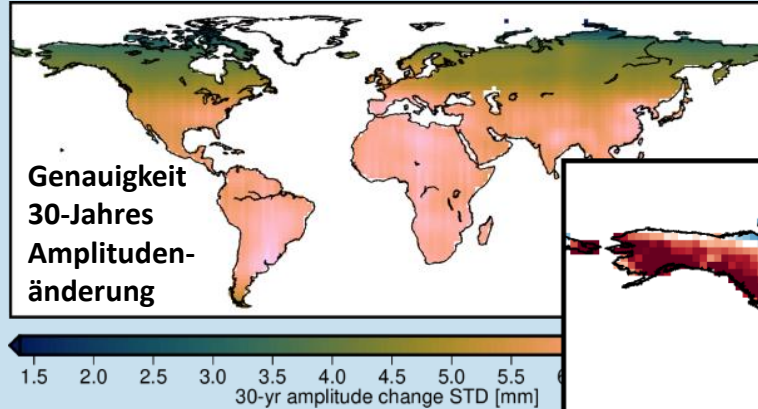 Genauigkeit
30-Jahres
Amplituden-
änderung
1.5 2.0 2.5 3.0 3.5 4.0 4.5 5.0 5.5
30-yr amplitude change STD [mm]